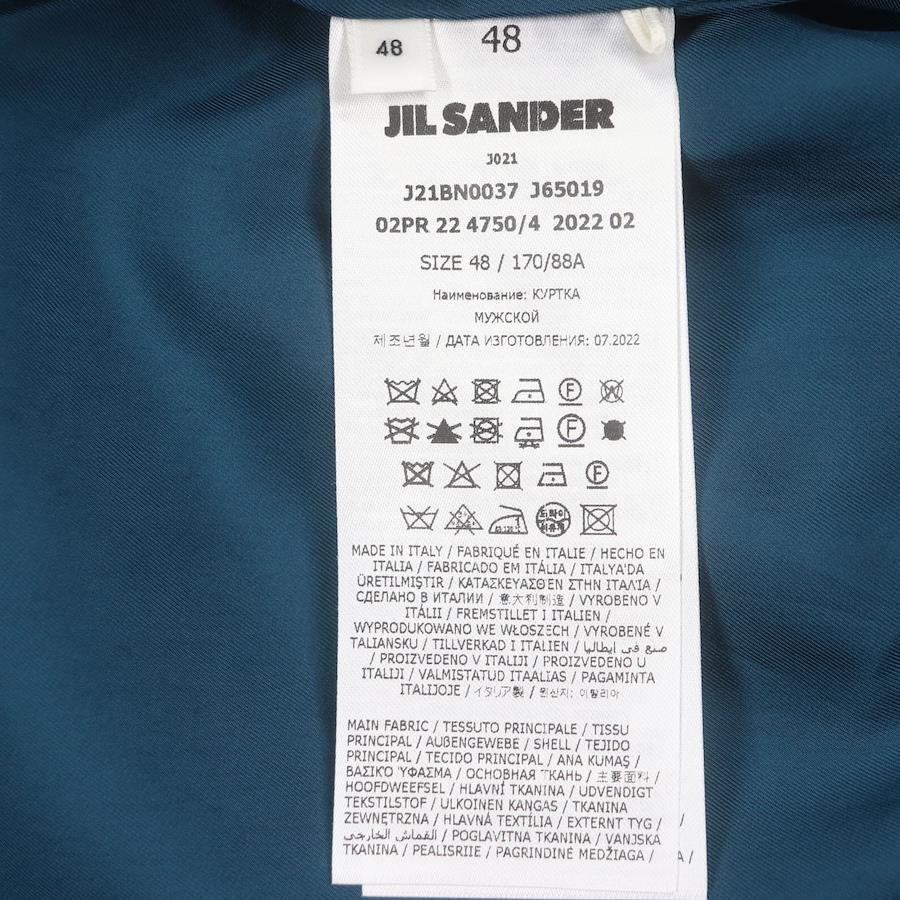 48
48
JIL SANDER
J021
J21BN0037 J65019
02PR 22 4750/4 2022 02
SIZE 48 / 170/88A
Наименование: КУРТКА
МУЖСКОЙ
제조년월 / ДАТА ИЗГОТОВЛЕНИЯ: 07.2022
F W
F
F
드라이
MADE IN ITALY / FABRIQUÉ EN ITALIE / HECHO EN
ITALIA / FABRICADO EM ITÁLIA / ITALYA'DA
ÜRETILMIŞTIR / ΚΑΤΑΣΚΕΥΑΣΘΕΝ ΣΤΗΝ ΙΤΑΛΊΑ /
СДЕЛАНО В ИТАЛИИ / 意大利制造 / VYROBENO V
ITÁLII / FREMSTILLET I ITALIEN /
WYPRODUKOWANO WE WŁOSZECH / VYROBENÉ V
TALIANSKU / TILLVERKAD I ITALIEN / صنع في ايطاليا
/ PROIZVEDENO V ITALIJI / PROIZVEDENO U
ITALIJI / VALMISTATUD ITAALIAS / PAGAMINTA
ITALIJOJE / イタリア製 / 원산지: 이탈리아
MAIN FABRIC / TESSUTO PRINCIPALE / TISSU
PRINCIPAL / AUßENGEWEBE / SHELL / TEJIDO
PRINCIPAL / TECIDO PRINCIPAL / ANA KUMAŞ /
ΒΑΣΙΚΌ ΎΦΑΣΜΑ / ОСНОВНАЯ ТКАНЬ / 主要面料 /
HOOFDWEEFSEL / HLAVNÍ TKANINA / UDVENDIGT
TEKSTILSTOF / ULKOINEN KANGAS / TKANINA
ZEWNĘTRZNA / HLAVNÁ TEXTÍLIA / EXTERNT TYG /
القماش الخارجي / POGLAVITNA TKANINA / VANJSKA
TKANINA / PEALISRIIE / PAGRINDINĖ MEDŽIAGA /